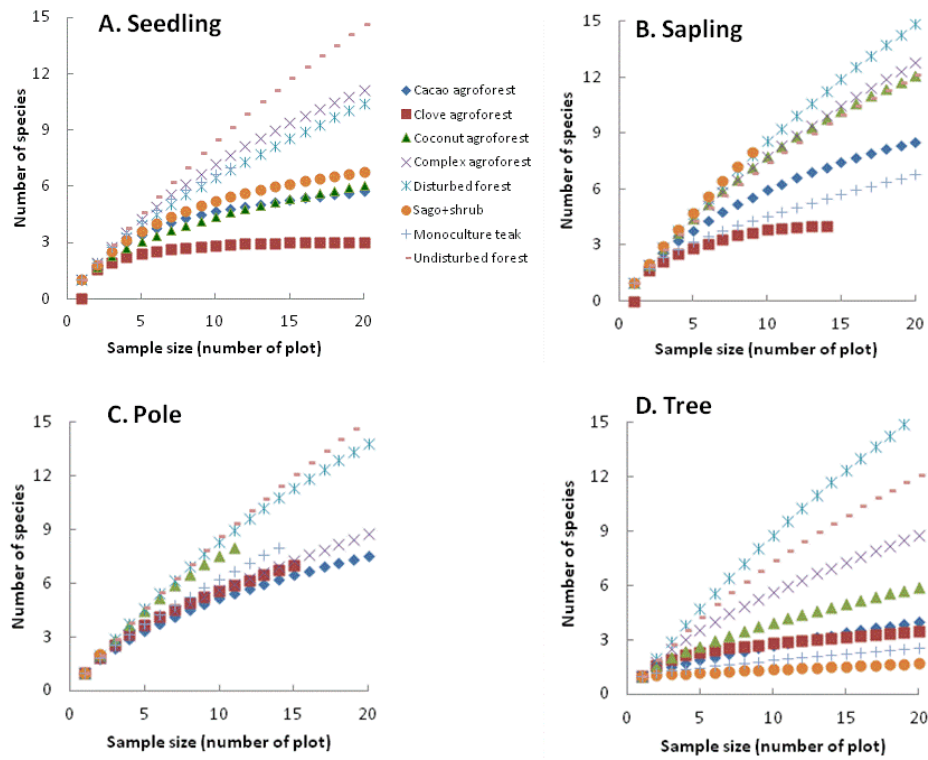 A. Seedling
Number of species
15
12
9
6
3
0
0
5
10
15
20
Sample size (number of plot)
Cacao agroforest
Clove agroforest
Coconut agroforest
Complex agroforest
Disturbed forest
Sago+shrub
Monoculture teak
Undisturbed forest
B. Sapling
Number of species
15
12
9
6
3
0
0
5
10
15
20
Sample size (number of plot)
C. Pole
Number of species
15
12
9
6
3
0
0
5
10
15
20
Sample size (number of plot)
D. Tree
Number of species
15
12
9
6
3
0
0
5
10
15
20
Sample size (number of plot)